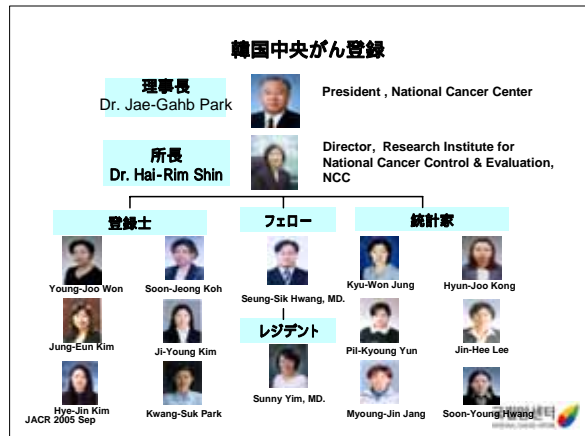 韓国中央がん登録
理事長
Dr. Jae-Gahb Park
President , National Cancer Center
所長
Dr. Hai-Rim Shin
Director, Research Institute for
National Cancer Control & Evaluation,
NCC
登録士
フェロー
統計家
Young-Joo Won
Soon-Jeong Koh
Seung-Sik Hwang, MD.
Kyu-Won Jung
Hyun-Joo Kong
Jung-Eun Kim
Ji-Young Kim
レジデント
Pil-Kyoung Yun
Jin-Hee Lee
Hye-Jin Kim
Kwang-Suk Park
Sunny Yim, MD.
Myoung-Jin Jang
Soon-Young Hwang
JACR 2005 Sep